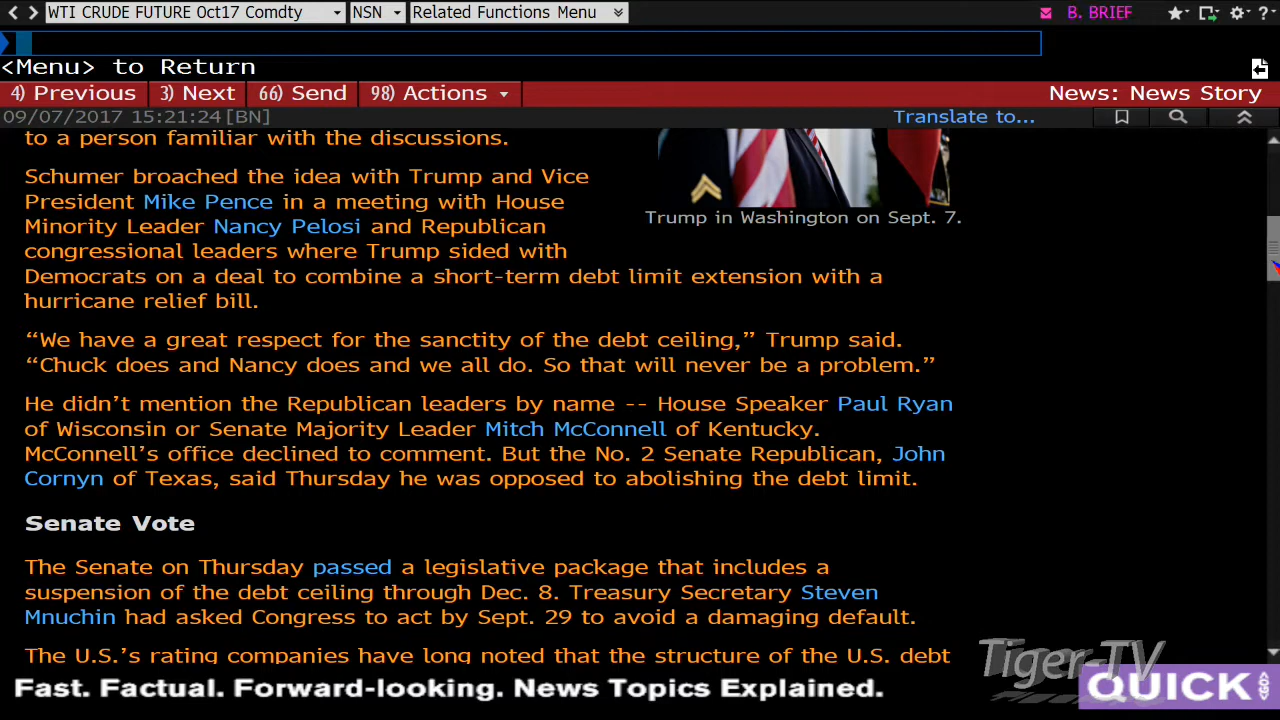 WTI CRUDE FUTURE Oct17 Comdty NSN Related Functions Menu B. BRIEF
<Menu> to Return
4) Previous 3) Next 66) Send 98) Actions News: News Story
09/07/2017 15:21:24 [BN] Translate to...
to a person familiar with the discussions.
Schumer broached the idea with Trump and Vice
President Mike Pence in a meeting with House
Minority Leader Nancy Pelosi and Republican
congressional leaders where Trump sided with
Democrats on a deal to combine a short-term debt limit extension with a
hurricane relief bill.
Trump in Washington on Sept. 7.
“We have a great respect for the sanctity of the debt ceiling,” Trump said.
“Chuck does and Nancy does and we all do. So that will never be a problem.”
He didn’t mention the Republican leaders by name -- House Speaker Paul Ryan
of Wisconsin or Senate Majority Leader Mitch McConnell of Kentucky.
McConnell’s office declined to comment. But the No. 2 Senate Republican, John
Cornyn of Texas, said Thursday he was opposed to abolishing the debt limit.
Senate Vote
The Senate on Thursday passed a legislative package that includes a
suspension of the debt ceiling through Dec. 8. Treasury Secretary Steven
Mnuchin had asked Congress to act by Sept. 29 to avoid a damaging default.
The U.S.’s rating companies have long noted that the structure of the U.S. debt
Tiger-TV
Fast. Factual. Forward-looking. News Topics Explained.
QUICK